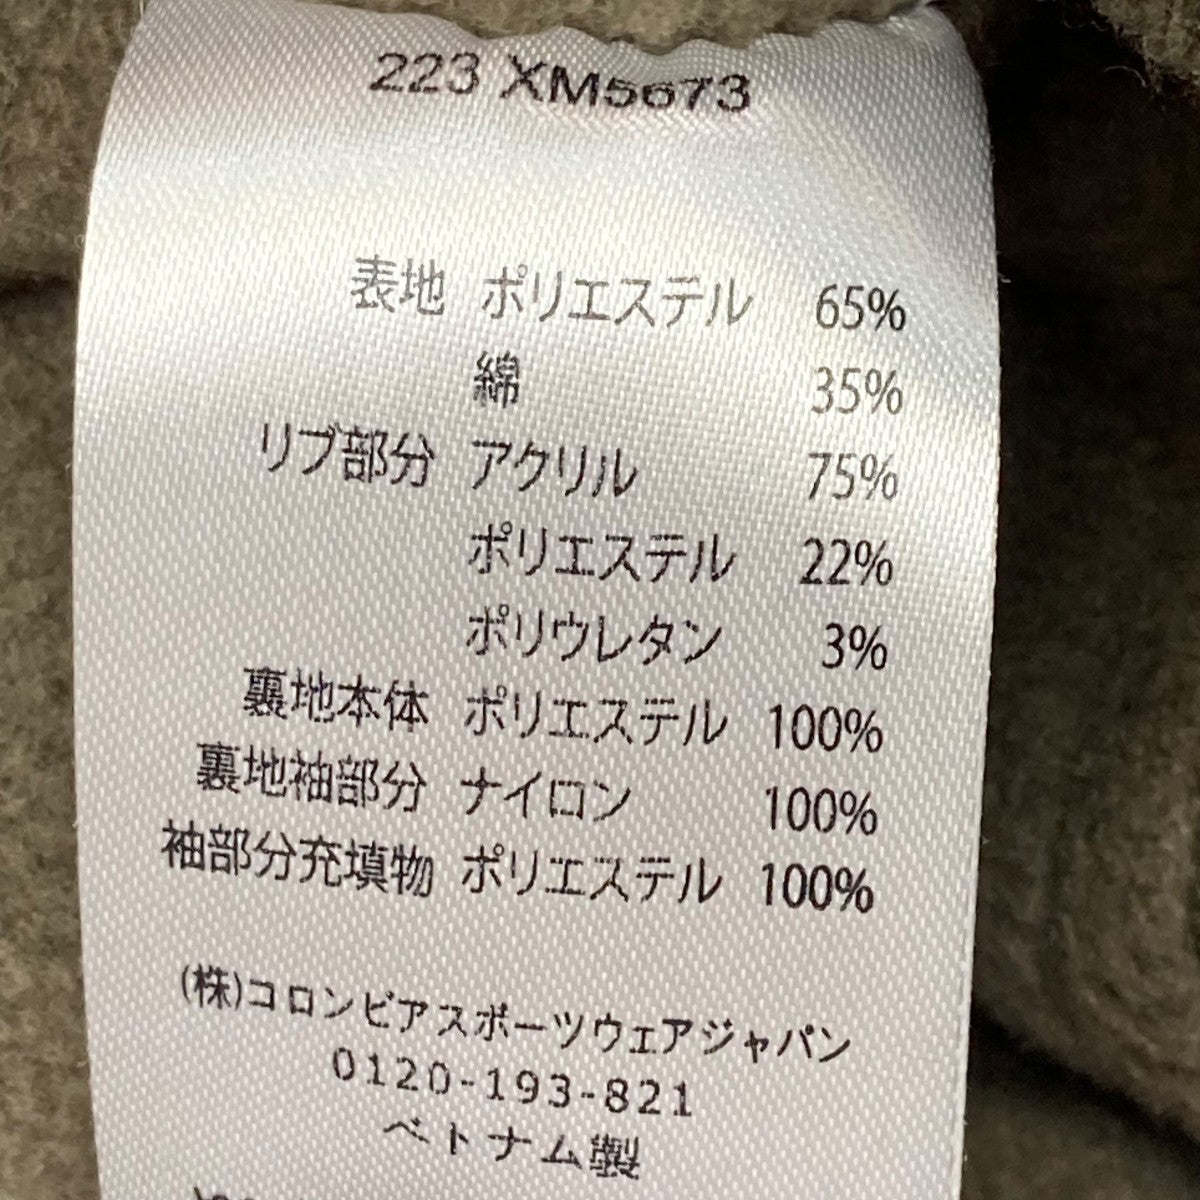 223 XM5673
表地 ポリエステル 65%
綿 35%
リブ部分 アクリル 75%
ポリエステル 22%
ポリウレタン 3%
裏地本体 ポリエステル 100%
裏地袖部分 ナイロン 100%
袖部分充填物 ポリエステル 100%
(株)コロンビアスポーツウェアジャパン
0120-193-821
ベトナム製